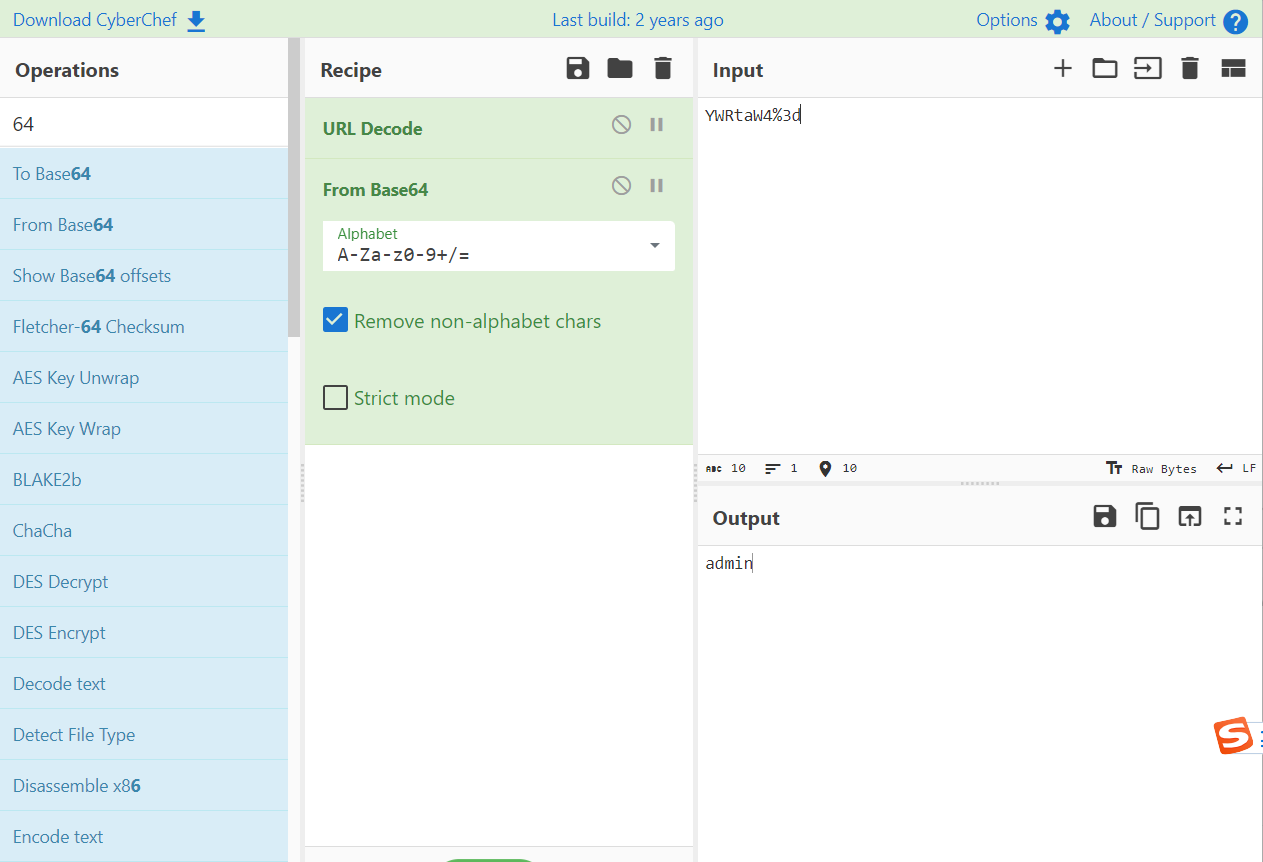 Download CyberChef
Last build: 2 years ago
Options
About / Support
Operations
64
To Base64
From Base64
Show Base64 offsets
Fletcher-64 Checksum
AES Key Unwrap
AES Key Wrap
BLAKE2b
ChaCha
DES Decrypt
DES Encrypt
Decode text
Detect File Type
Disassemble x86
Encode text
Recipe
URL Decode
From Base64
Alphabet
A-Za-z0-9+/=
Remove non-alphabet chars
Strict mode
Input
YWRtaW4%3d
ABC 10 1 10
Tт Raw Bytes LF
Output
admin